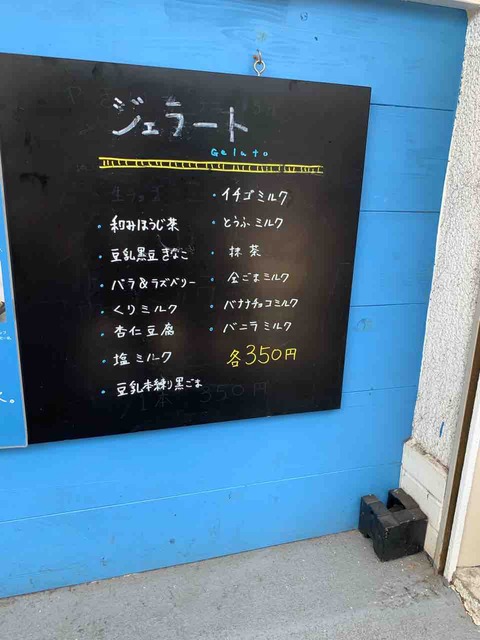 ジェラート
Gelato
・和みほうじ茶
・豆乳黒豆きなこ
・バラ&ラズベリー
・くりミルク
・杏仁豆腐
・塩ミルク
・豆乳本練り黒ごま
・イチゴミルク
・とうふミルク
抹茶
・金ごまミルク
・バナナチョコミルク
・バニラミルク
各350円